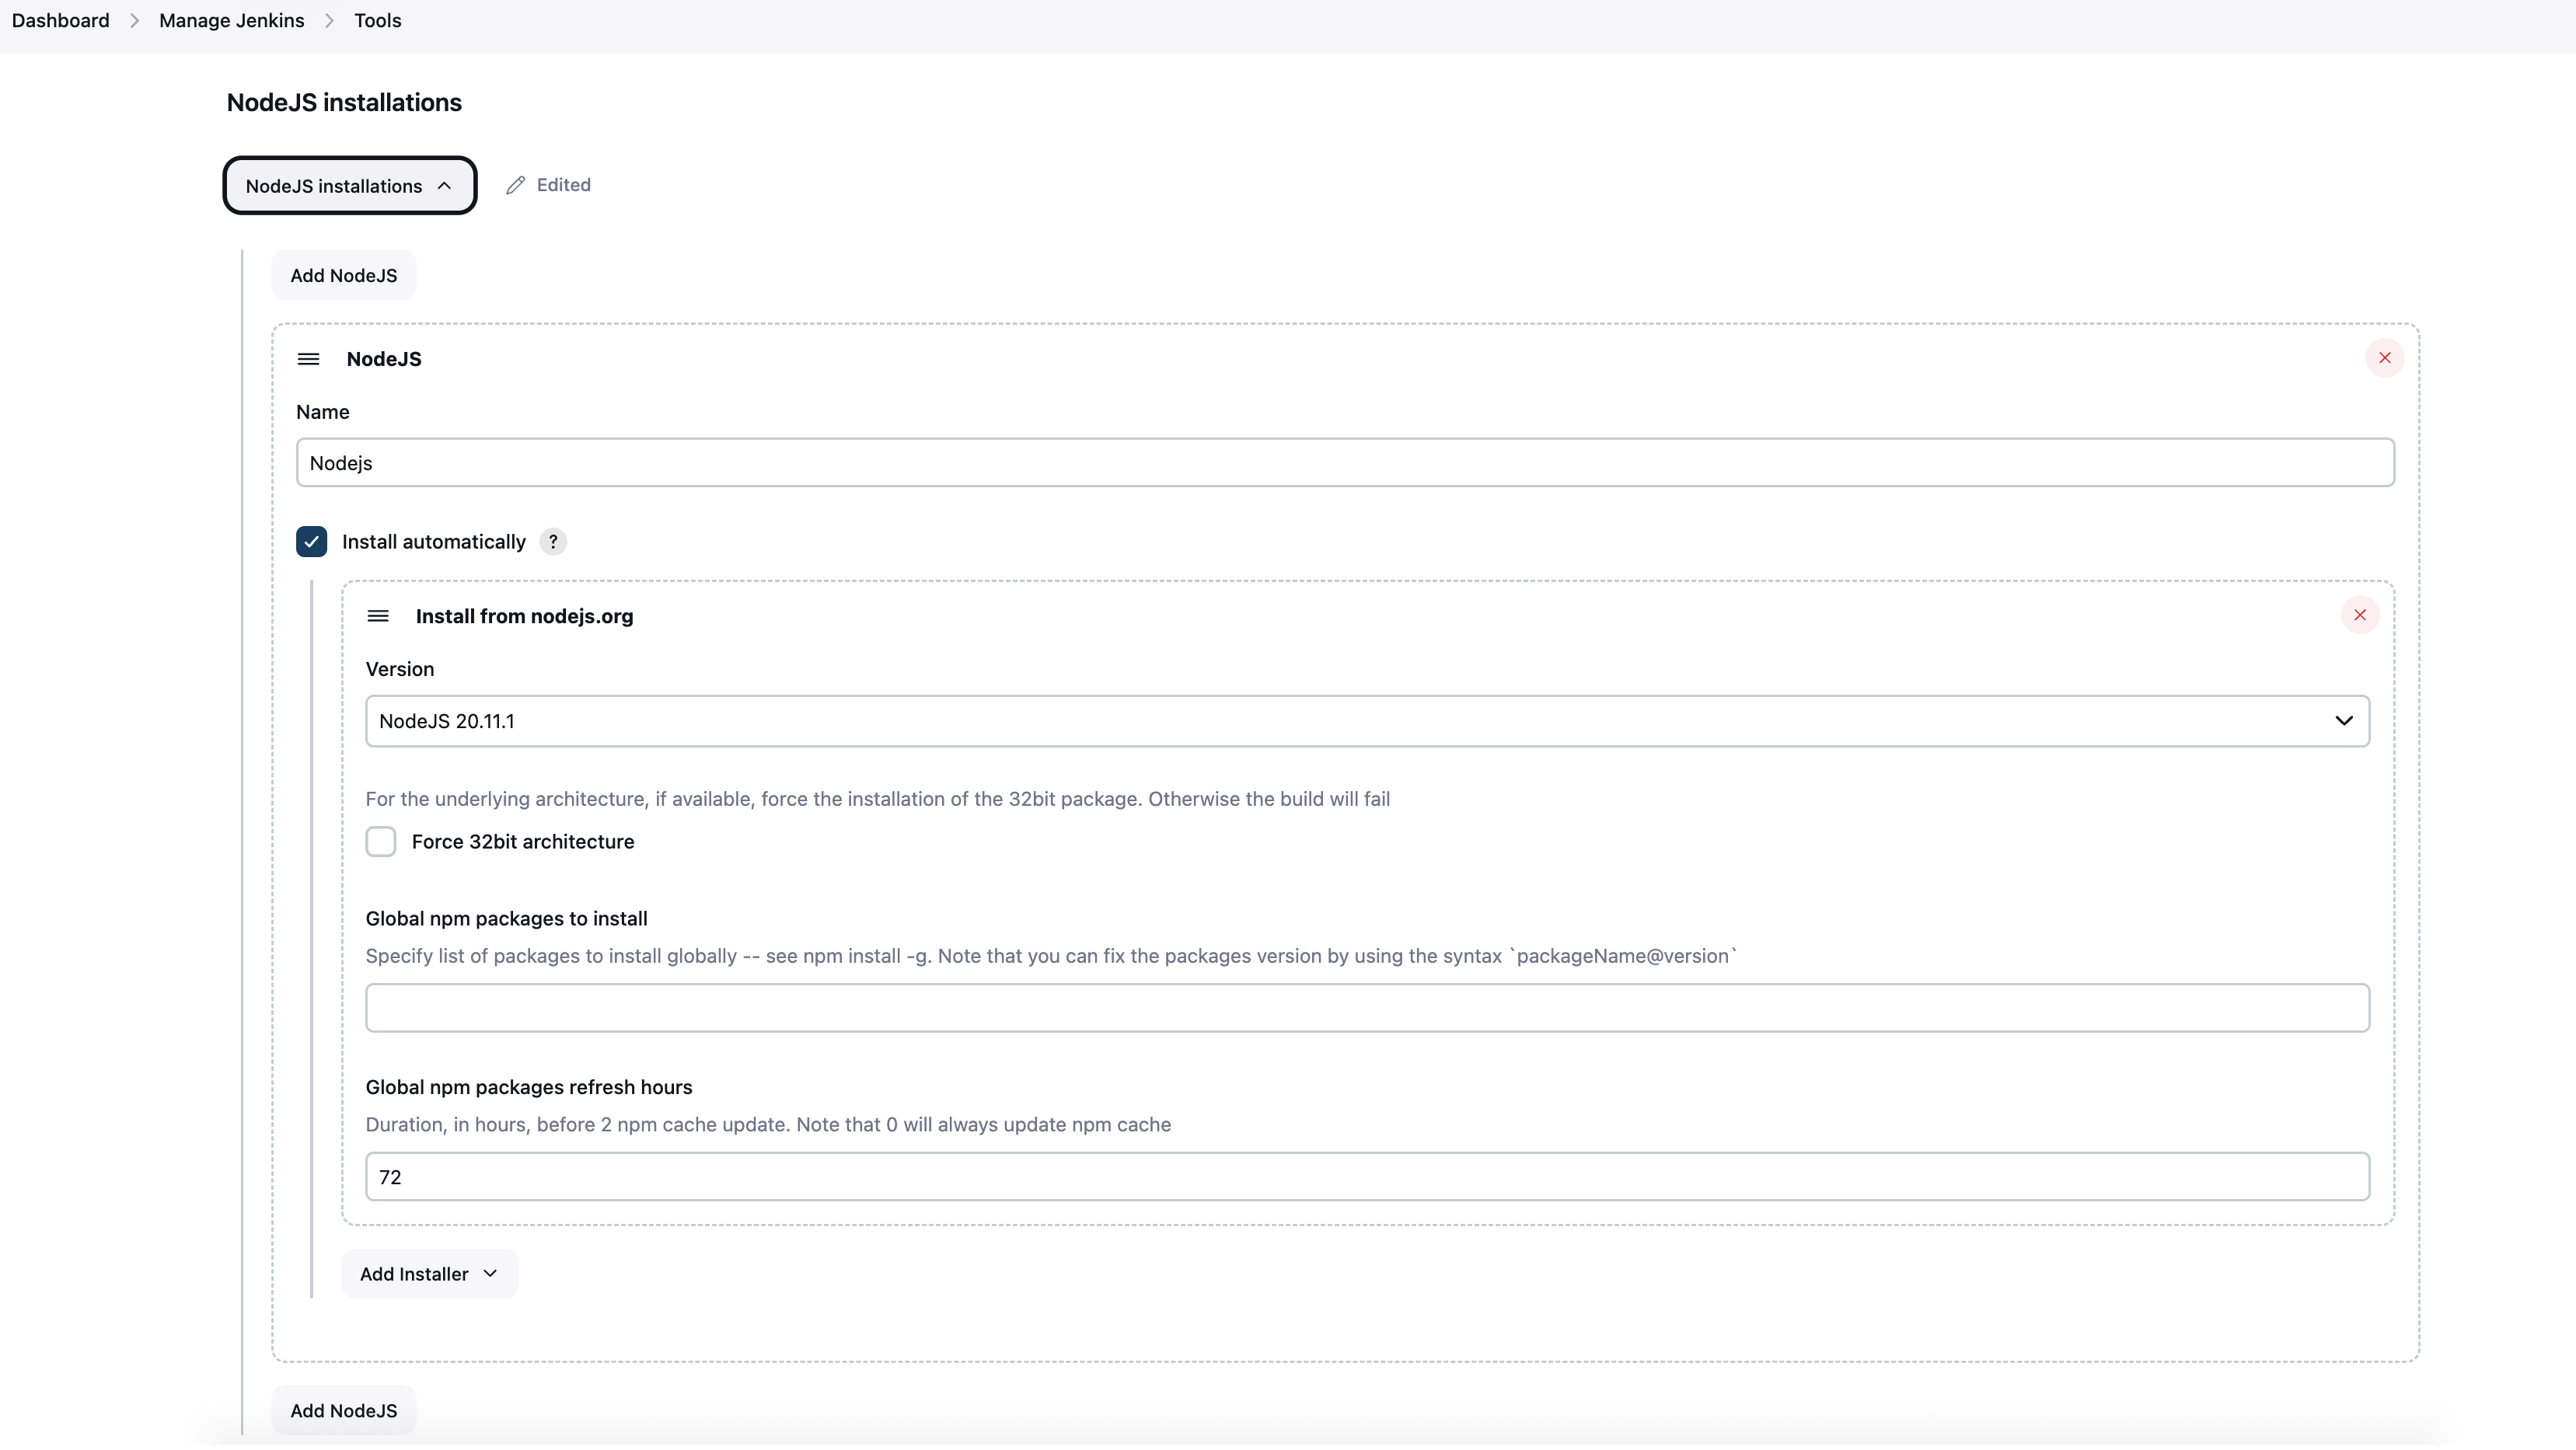 Dashboard > Manage Jenkins > Tools
NodeJS installations
NodeJS installations
Edited
Add NodeJS
NodeJS
Name
Nodejs
Install automatically ?
Install from nodejs.org
Version
NodeJS 20.11.1
For the underlying architecture, if available, force the installation of the 32bit package. Otherwise the build will fail
Force 32bit architecture
Global npm packages to install
Specify list of packages to install globally -- see npm install -g. Note that you can fix the packages version by using the syntax `packageName@version`
Global npm packages refresh hours
Duration, in hours, before 2 npm cache update. Note that 0 will always update npm cache
72
Add Installer
Add NodeJS